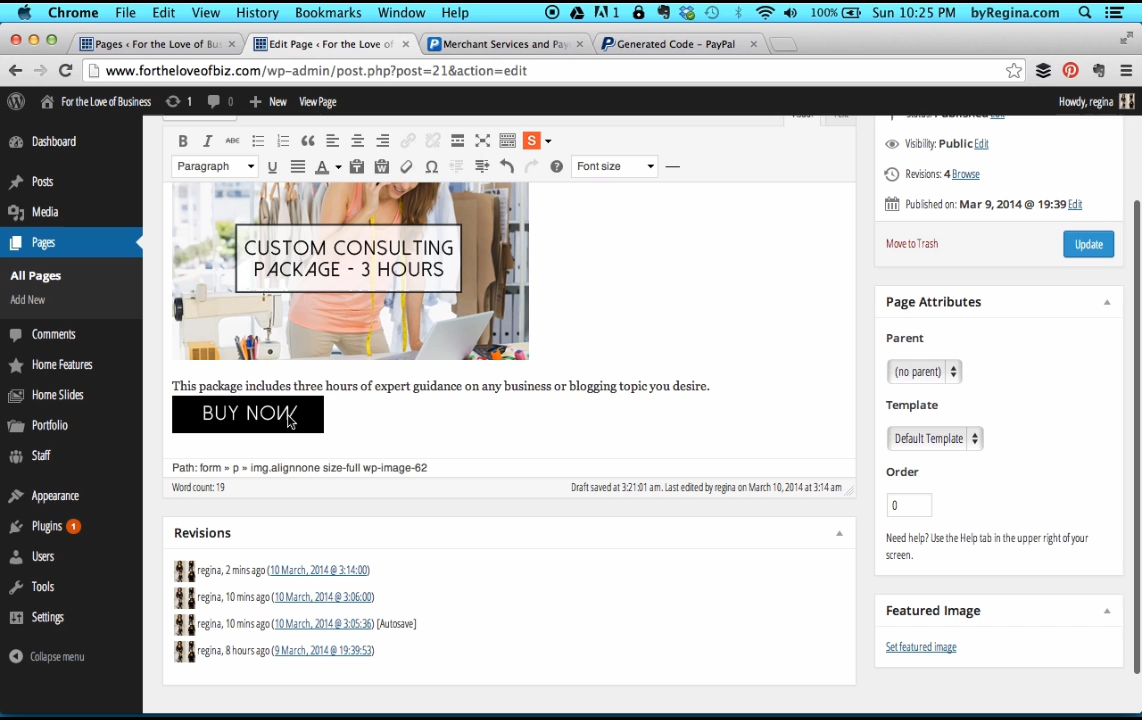 Chrome File Edit View History Bookmarks Window Help 1 100% Sun 10:25 PM byRegina.com
Pages ‹ For the Love of Bus × Edit Page ‹ For the Love of × Merchant Services and Pay × Generated Code - PayPal ×
www.fortheloveofbiz.com/wp-admin/post.php?post=21&action=edit
For the Love of Business 1 0 + New View Page Howdy, regina
Dashboard
Posts
Media
Pages
All Pages
Add New
Comments
Home Features
Home Slides
Portfolio
Staff
Appearance
Plugins 1
Users
Tools
Settings
Collapse menu
B I ABC S
Paragraph U A T W Ω ? Font size
CUSTOM CONSULTING
PACKAGE - 3 HOURS
This package includes three hours of expert guidance on any business or blogging topic you desire.
BUY NOW
Path: form » p » img.alignnone size-full wp-image-62
Word count: 19 Draft saved at 3:21:01 am. Last edited by regina on March 10, 2014 at 3:14 am
Revisions
regina, 2 mins ago (10 March, 2014 @ 3:14:00)
regina, 10 mins ago (10 March, 2014 @ 3:06:00)
regina, 10 mins ago (10 March, 2014 @ 3:05:36) [Autosave]
regina, 8 hours ago (9 March, 2014 @ 19:39:53)
Visibility: Public Edit
Revisions: 4 Browse
Published on: Mar 9, 2014 @ 19:39 Edit
Move to Trash Update
Page Attributes
Parent
(no parent)
Template
Default Template
Order
0
Need help? Use the Help tab in the upper right of your
screen.
Featured Image
Set featured image